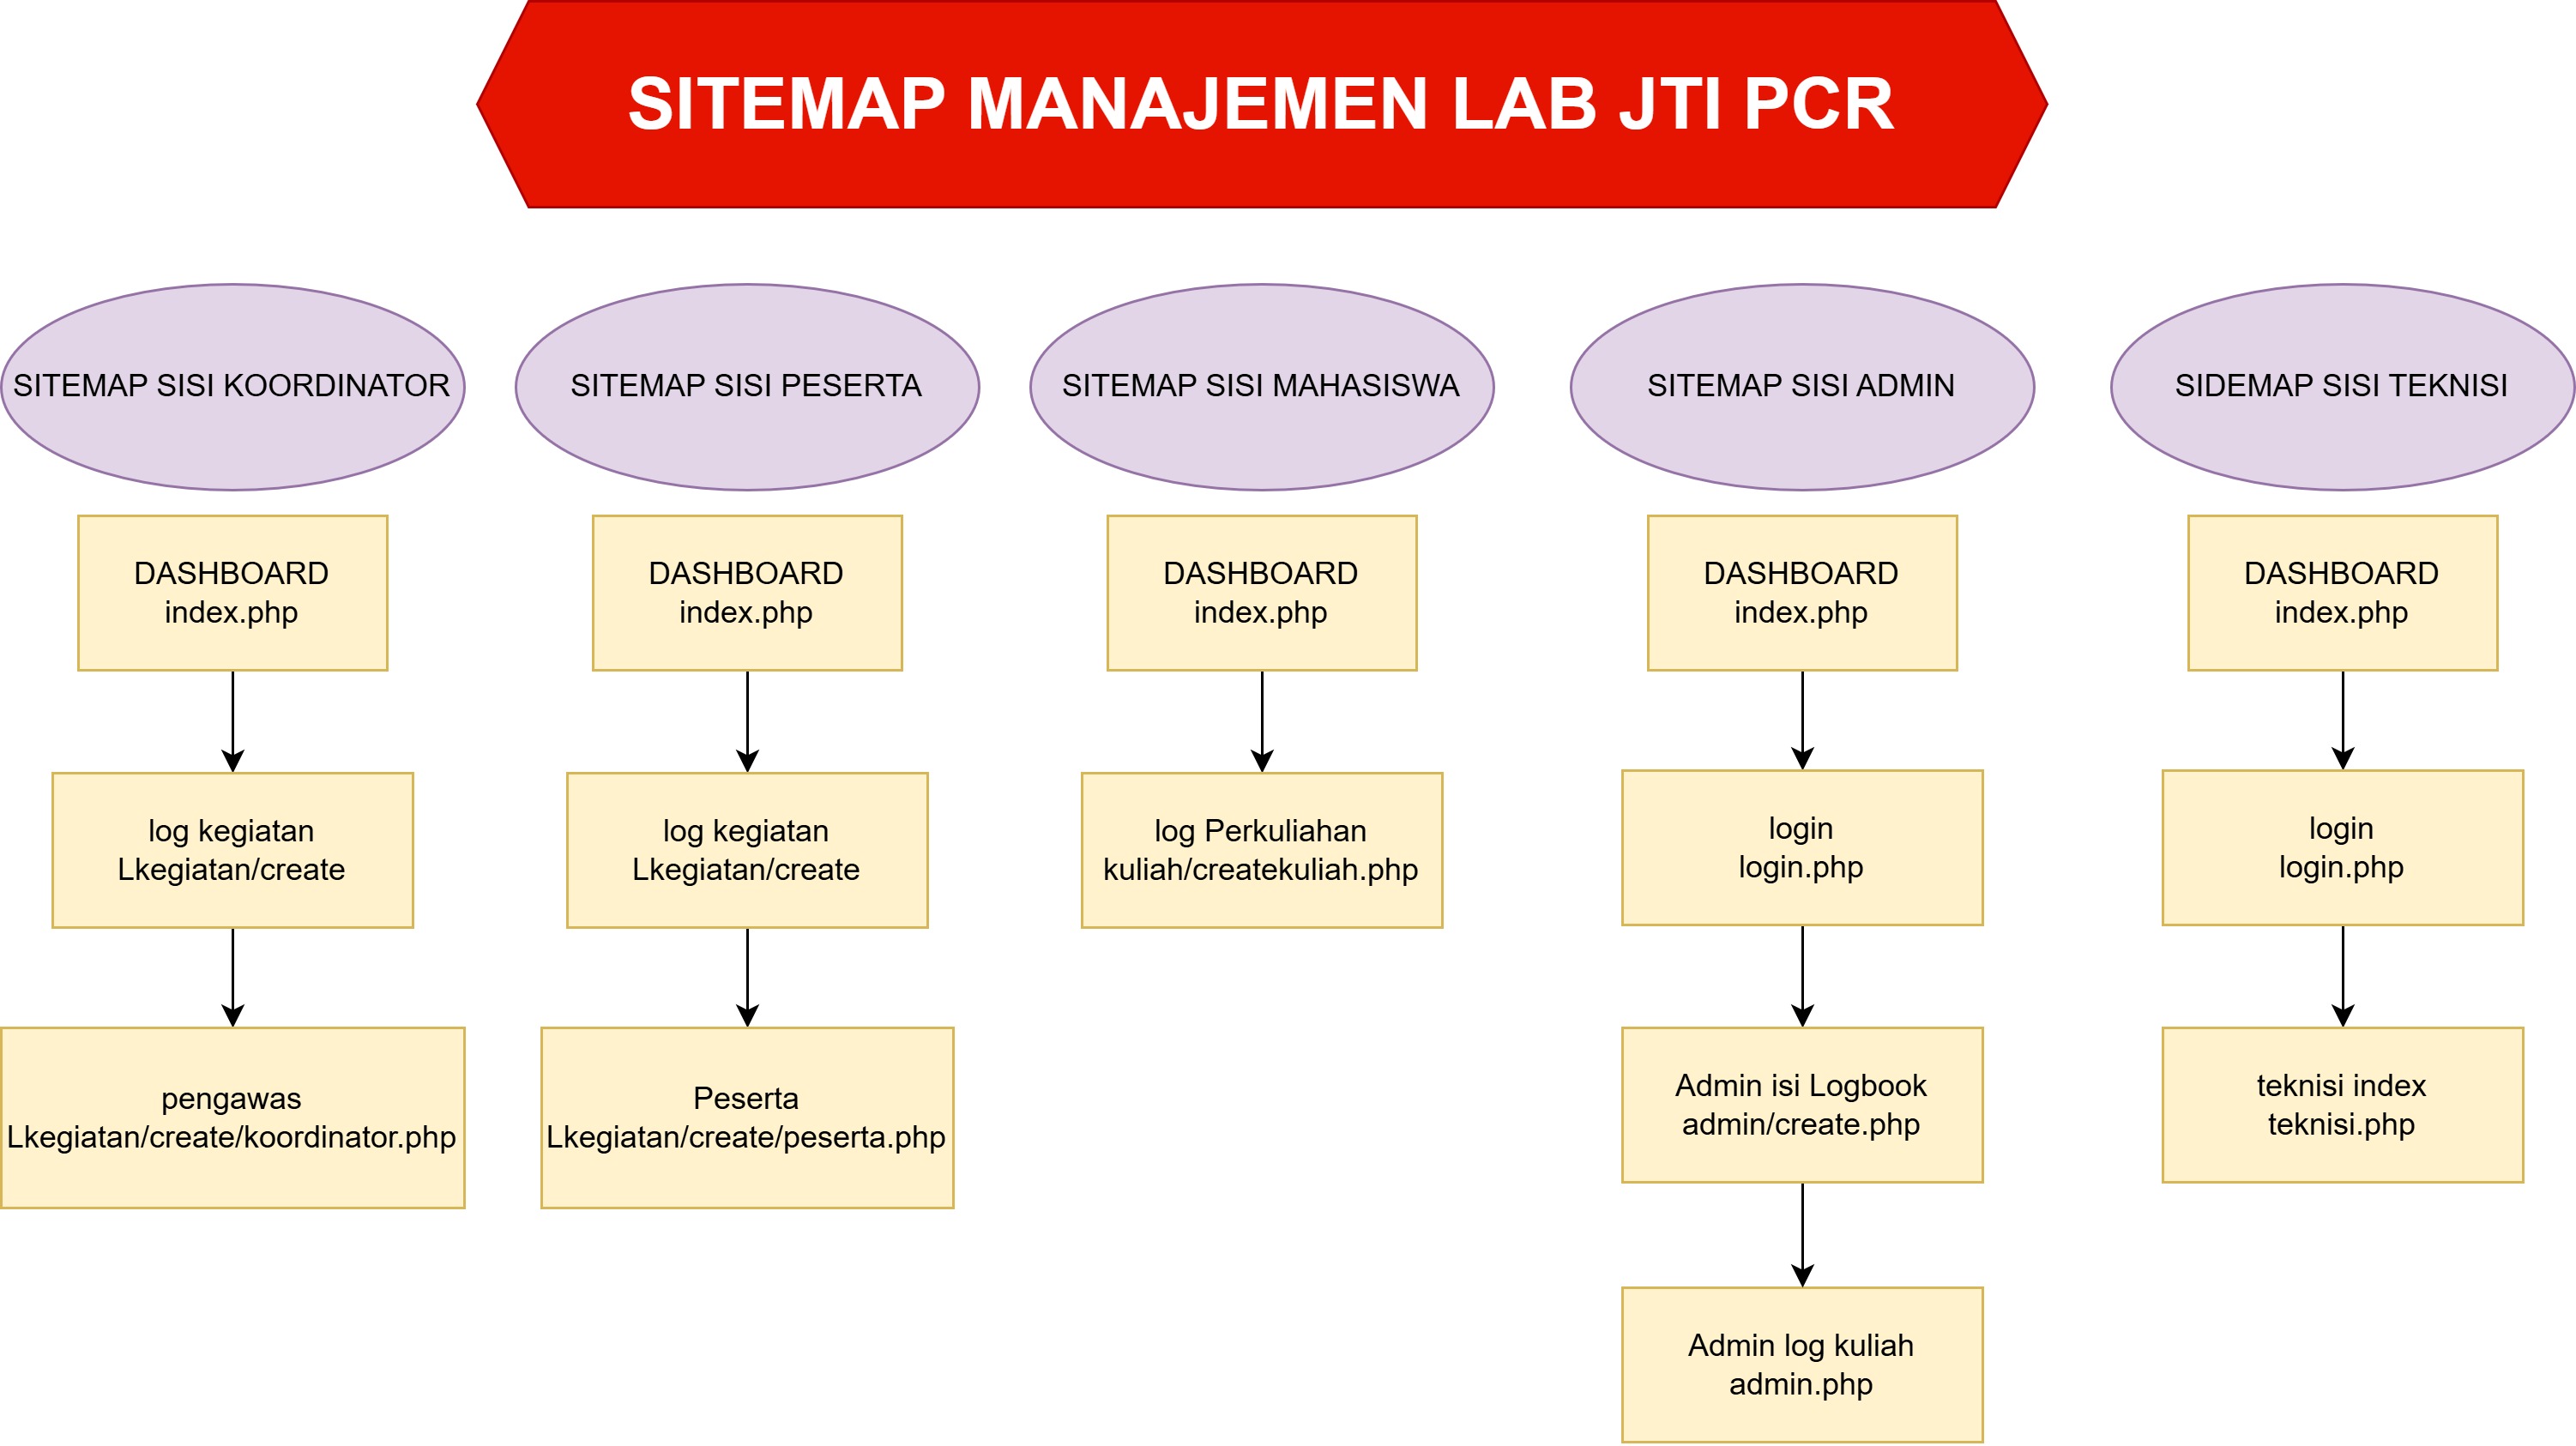 SITEMAP MANAJEMEN LAB JTI PCR
SITEMAP SISI KOORDINATOR
DASHBOARD
index.php
log kegiatan
Lkegiatan/create
pengawas
Lkegiatan/create/koordinator.php
SITEMAP SISI PESERTA
DASHBOARD
index.php
log kegiatan
Lkegiatan/create
Peserta
Lkegiatan/create/peserta.php
SITEMAP SISI MAHASISWA
DASHBOARD
index.php
log Perkuliahan
kuliah/createkuliah.php
SITEMAP SISI ADMIN
DASHBOARD
index.php
login
login.php
Admin isi Logbook
admin/create.php
Admin log kuliah
admin.php
SIDEMAP SISI TEKNISI
DASHBOARD
index.php
login
login.php
teknisi index
teknisi.php